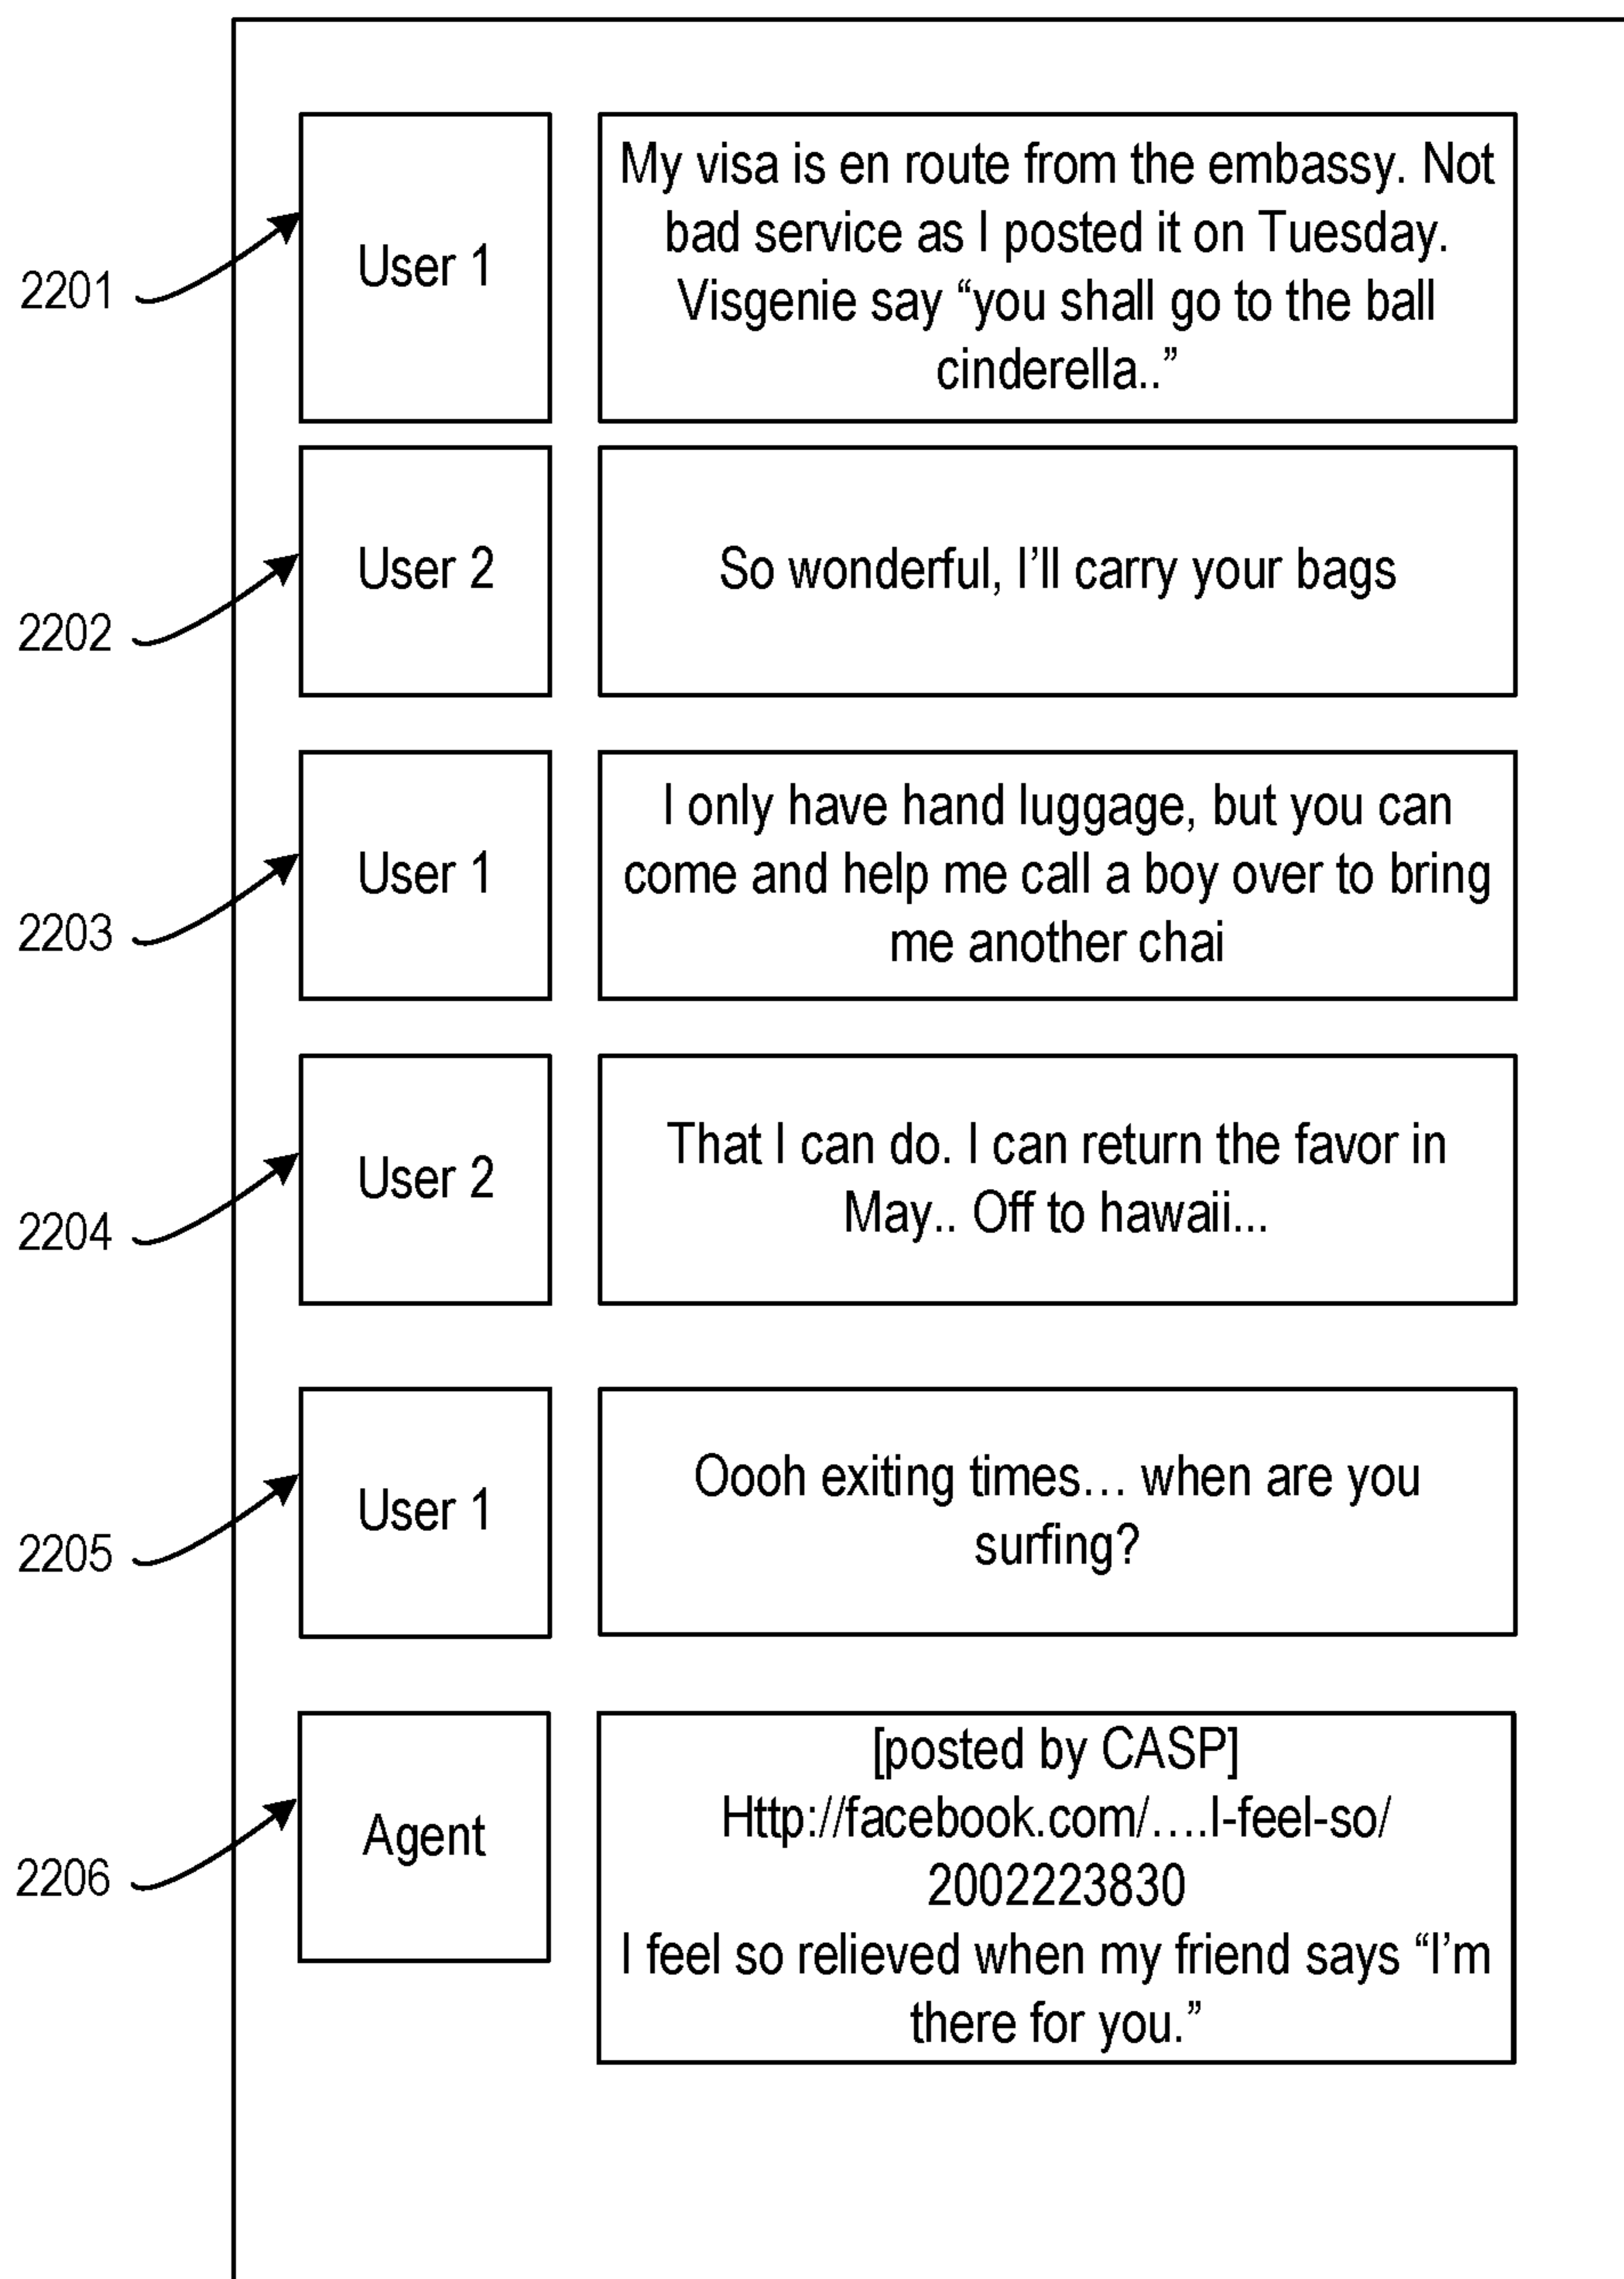 2201
User 1
My visa is en route from the embassy. Not
bad service as I posted it on Tuesday.
Visgenie say “you shall go to the ball
cinderella..”
2202
User 2
So wonderful, I’ll carry your bags
2203
User 1
I only have hand luggage, but you can
come and help me call a boy over to bring
me another chai
2204
User 2
That I can do. I can return the favor in
May.. Off to hawaii...
2205
User 1
Oooh exiting times… when are you
surfing?
2206
Agent
[posted by CASP]
Http://facebook.com/….I-feel-so/
2002223830
I feel so relieved when my friend says “I’m
there for you.”